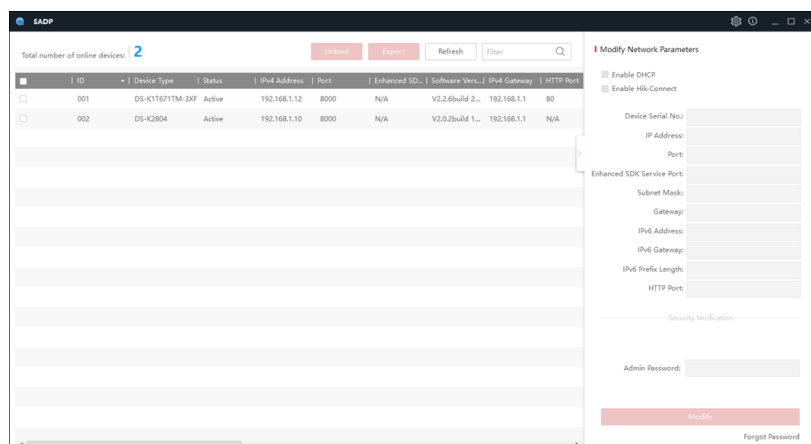 SADP
Total number of online devices: 2
Unbind Export Refresh Filter
ID Device Type Status IPv4 Address Port Enhanced SD... Software Vers... IPv4 Gateway HTTP Port
001 DS-K1T671TM-3XF Active 192.168.1.12 8000 N/A V2.2.6build 2... 192.168.1.1 80
002 DS-K2804 Active 192.168.1.10 8000 N/A V2.0.2build 1... 192.168.1.1 N/A
Modify Network Parameters
Enable DHCP
Enable Hik-Connect
Device Serial No.:
IP Address:
Port:
Enhanced SDK Service Port:
Subnet Mask:
Gateway:
IPv6 Address:
IPv6 Gateway:
IPv6 Prefix Length:
HTTP Port:
Security Verification
Admin Password:
Modify
Forgot Password